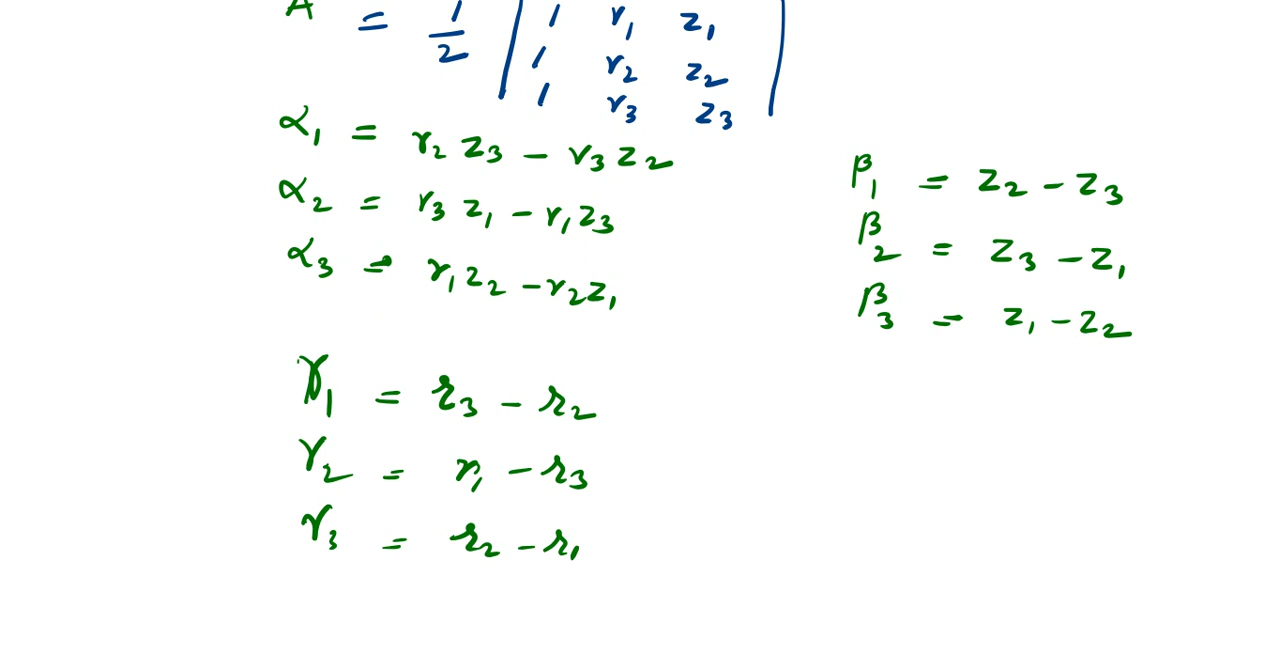 A = 1/2 | 1 r₁ z₁
1 r₂ z₂
1 r₃ z₃ |
α₁ = r₂ z₃ - r₃ z₂
α₂ = r₃ z₁ - r₁ z₃
α₃ = r₁ z₂ - r₂ z₁
β₁ = z₂ - z₃
β₂ = z₃ - z₁
β₃ = z₁ - z₂
γ₁ = r₃ - r₂
γ₂ = r₁ - r₃
γ₃ = r₂ - r₁